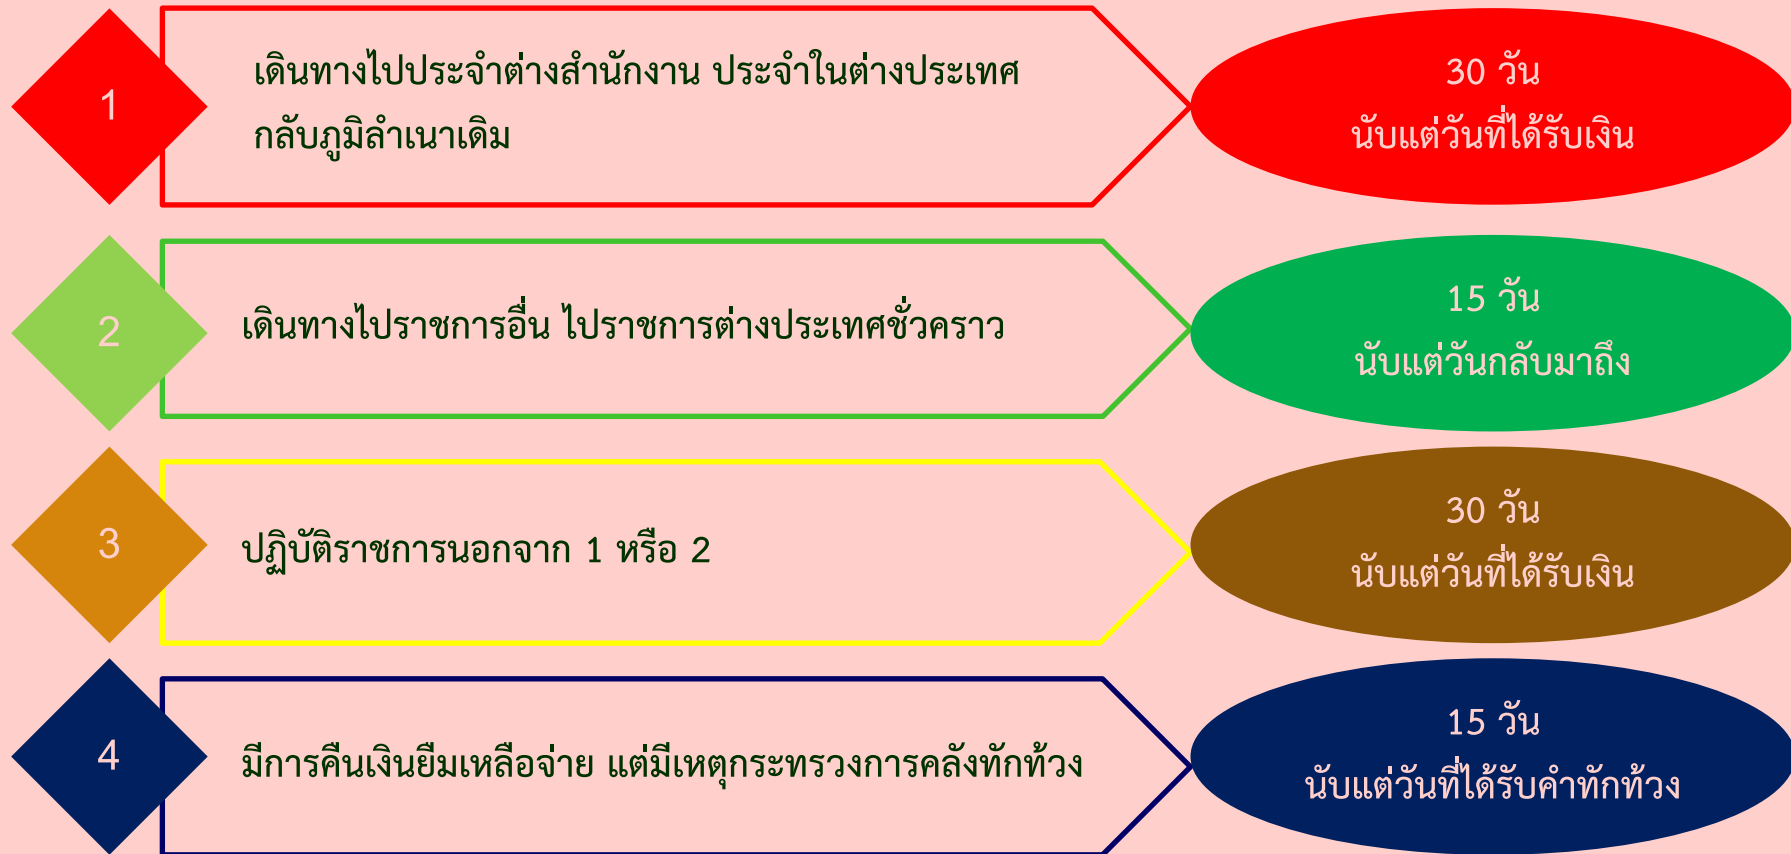 1
เดินทางไปประจำต่างสำนักงาน ประจำในต่างประเทศ
กลับภูมิลำเนาเดิม
30 วัน
นับแต่วันที่ได้รับเงิน
2
เดินทางไปราชการอื่น ไปราชการต่างประเทศชั่วคราว
15 วัน
นับแต่วันกลับมาถึง
3
ปฏิบัติราชการนอกจาก 1 หรือ 2
30 วัน
นับแต่วันที่ได้รับเงิน
4
มีการคืนเงินยืมเหลือจ่าย แต่มีเหตุกระทรวงการคลังทักท้วง
15 วัน
นับแต่วันที่ได้รับคำทักท้วง